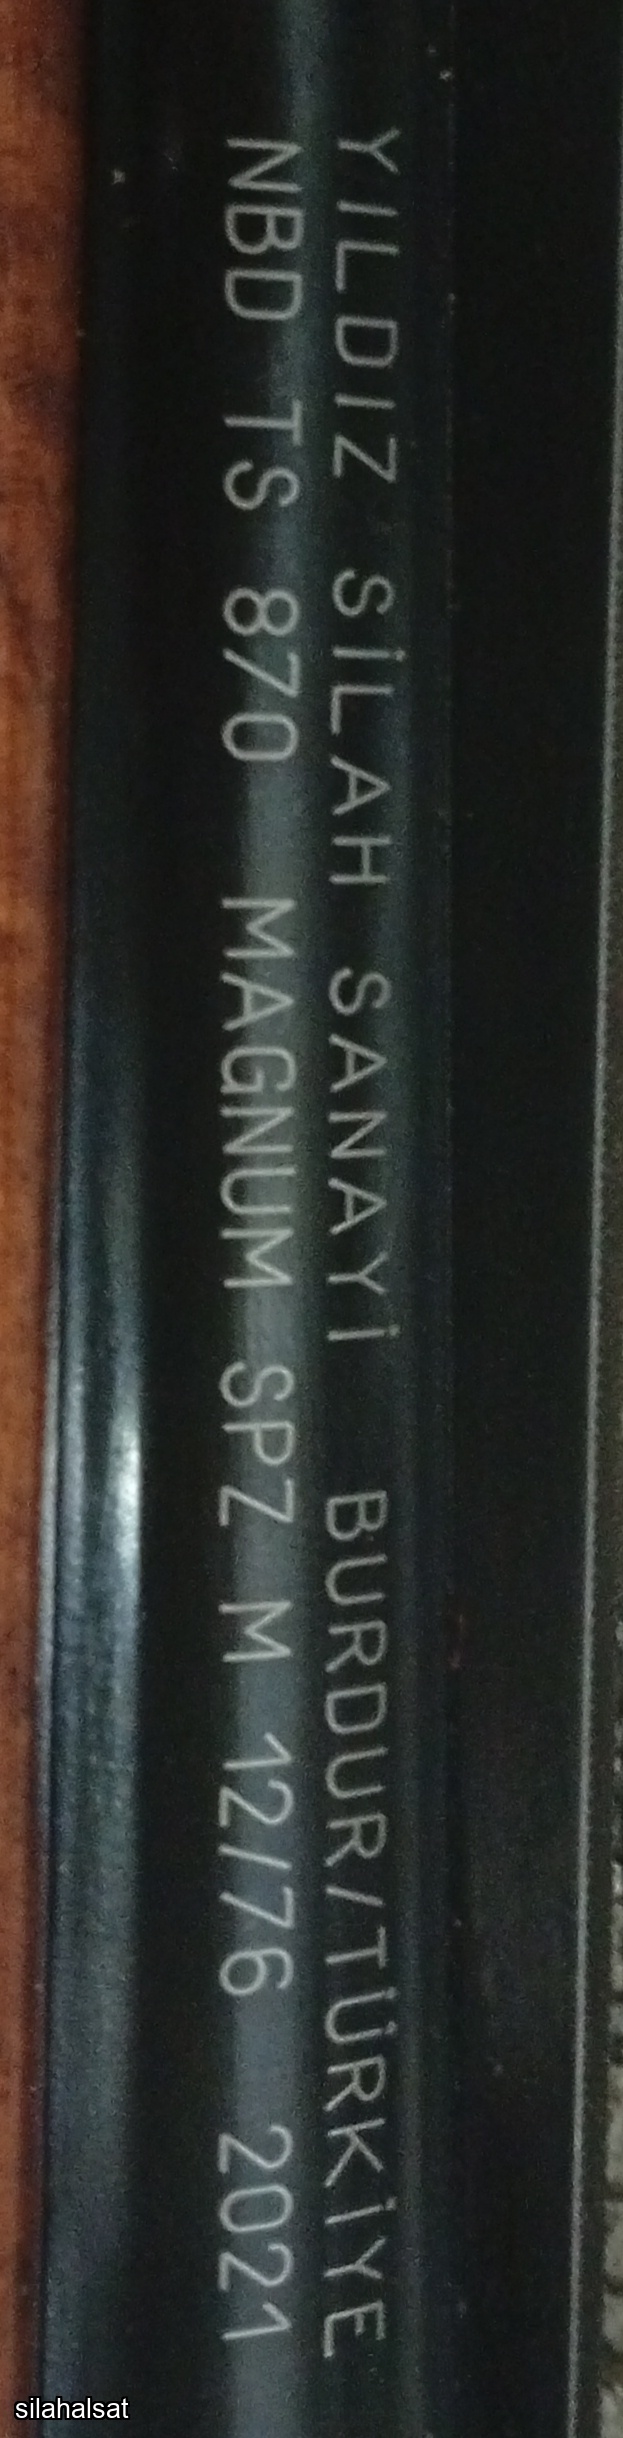 YILDIZ SİLAH SANAYİ BURDUR/TÜRKİYE
NBD TS 870 MAGNUM SPZ M 12/76 2021
silahalsat